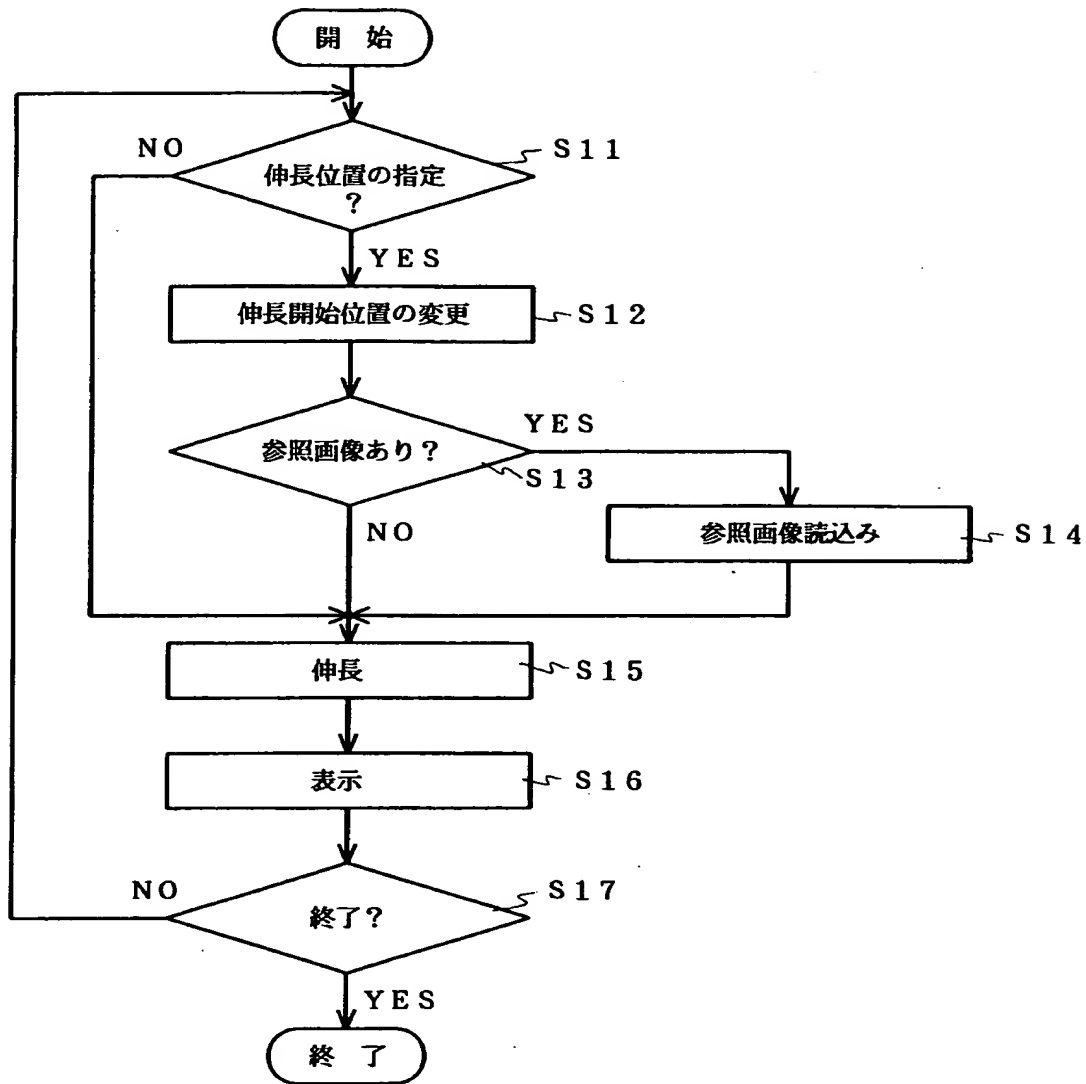 開 始
NO
S11
伸長位置の指定
?
YES
伸長開始位置の変更
S12
YES
参照画像あり?
S13
NO
参照画像読込み
S14
伸長
S15
表示
S16
NO
S17
終了?
YES
終 了